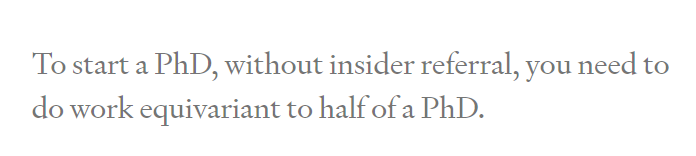 To start a PhD, without insider referral, you need to
do work equivariant to half of a PhD.